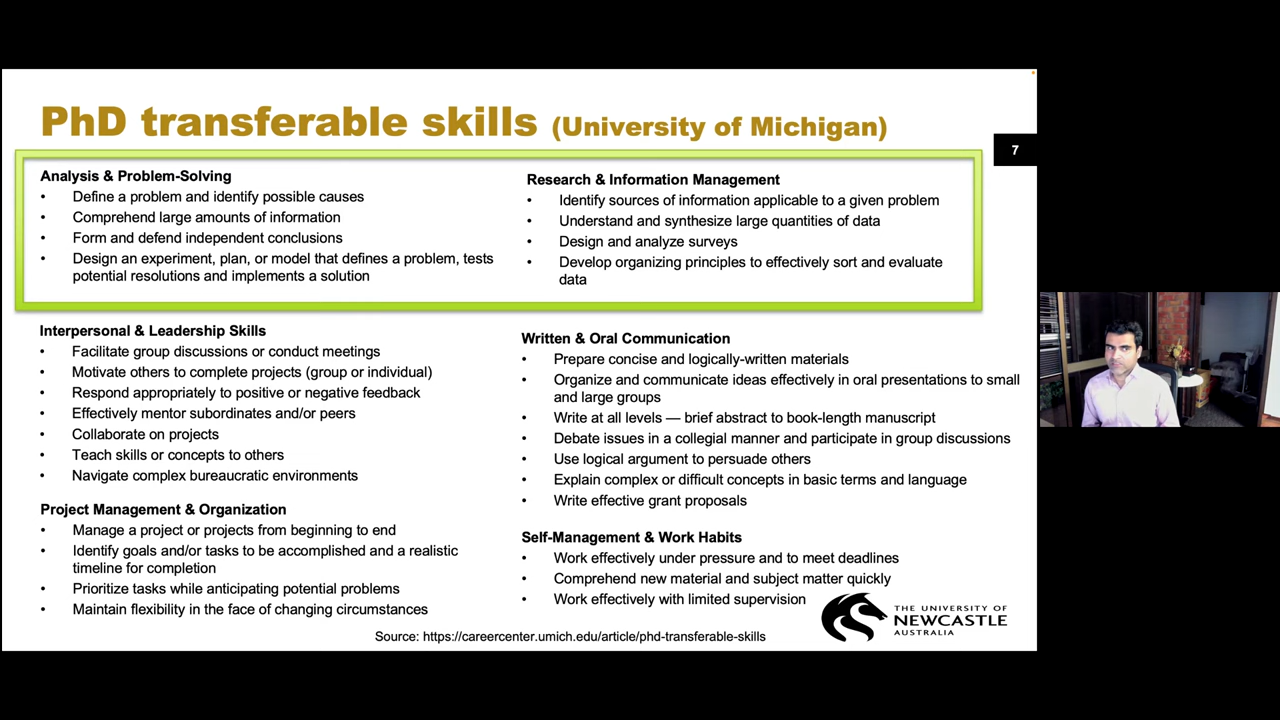 PhD transferable skills (University of Michigan)
7
Analysis & Problem-Solving
• Define a problem and identify possible causes
• Comprehend large amounts of information
• Form and defend independent conclusions
• Design an experiment, plan, or model that defines a problem, tests
potential resolutions and implements a solution
Research & Information Management
• Identify sources of information applicable to a given problem
• Understand and synthesize large quantities of data
• Design and analyze surveys
• Develop organizing principles to effectively sort and evaluate
data
Interpersonal & Leadership Skills
• Facilitate group discussions or conduct meetings
• Motivate others to complete projects (group or individual)
• Respond appropriately to positive or negative feedback
• Effectively mentor subordinates and/or peers
• Collaborate on projects
• Teach skills or concepts to others
• Navigate complex bureaucratic environments
Project Management & Organization
• Manage a project or projects from beginning to end
• Identify goals and/or tasks to be accomplished and a realistic
timeline for completion
• Prioritize tasks while anticipating potential problems
• Maintain flexibility in the face of changing circumstances
Written & Oral Communication
• Prepare concise and logically-written materials
• Organize and communicate ideas effectively in oral presentations to small
and large groups
• Write at all levels — brief abstract to book-length manuscript
• Debate issues in a collegial manner and participate in group discussions
• Use logical argument to persuade others
• Explain complex or difficult concepts in basic terms and language
• Write effective grant proposals
Self-Management & Work Habits
• Work effectively under pressure and to meet deadlines
• Comprehend new material and subject matter quickly
• Work effectively with limited supervision
THE UNIVERSITY OF
NEWCASTLE
AUSTRALIA
Source: https://careercenter.umich.edu/article/phd-transferable-skills